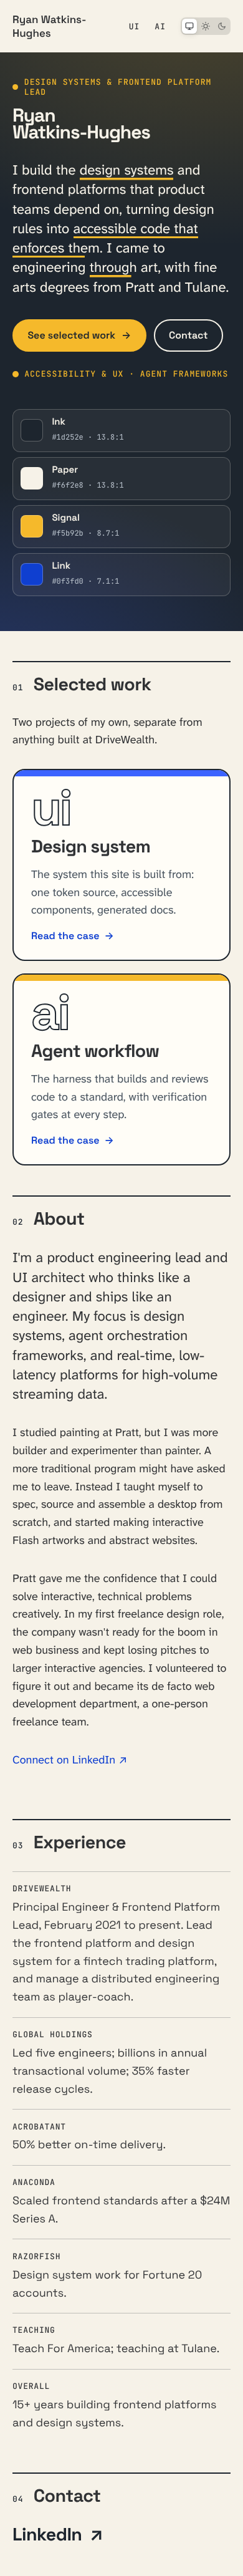 Ryan Watkins-
Hughes
UI AI
DESIGN SYSTEMS & FRONTEND PLATFORM
LEAD
Ryan
Watkins-Hughes
I build the design systems and
frontend platforms that product
teams depend on, turning design
rules into accessible code that
enforces them. I came to
engineering through art, with fine
arts degrees from Pratt and Tulane.
See selected work →
Contact
ACCESSIBILITY & UX · AGENT FRAMEWORKS
Ink
#1d252e · 13.8:1
Paper
#f6f2e8 · 13.8:1
Signal
#f5b92b · 8.7:1
Link
#0f3fd0 · 7.1:1
01 Selected work
Two projects of my own, separate from
anything built at DriveWealth.
ui
Design system
The system this site is built from:
one token source, accessible
components, generated docs.
Read the case →
ai
Agent workflow
The harness that builds and reviews
code to a standard, with verification
gates at every step.
Read the case →
02 About
I'm a product engineering lead and
UI architect who thinks like a
designer and ships like an
engineer. My focus is design
systems, agent orchestration
frameworks, and real-time, low-
latency platforms for high-volume
streaming data.
I studied painting at Pratt, but I was more
builder and experimenter than painter. A
more traditional program might have asked
me to leave. Instead I taught myself to
spec, source and assemble a desktop from
scratch, and started making interactive
Flash artworks and abstract websites.
Pratt gave me the confidence that I could
solve interactive, technical problems
creatively. In my first freelance design role,
the company wasn't ready for the boom in
web business and kept losing pitches to
larger interactive agencies. I volunteered to
figure it out and became its de facto web
development department, a one-person
freelance team.
Connect on LinkedIn ↗
03 Experience
DRIVEWEALTH
Principal Engineer & Frontend Platform
Lead, February 2021 to present. Lead
the frontend platform and design
system for a fintech trading platform,
and manage a distributed engineering
team as player-coach.
GLOBAL HOLDINGS
Led five engineers; billions in annual
transactional volume; 35% faster
release cycles.
ACROBATANT
50% better on-time delivery.
ANACONDA
Scaled frontend standards after a $24M
Series A.
RAZORFISH
Design system work for Fortune 20
accounts.
TEACHING
Teach For America; teaching at Tulane.
OVERALL
15+ years building frontend platforms
and design systems.
04 Contact
LinkedIn ↗